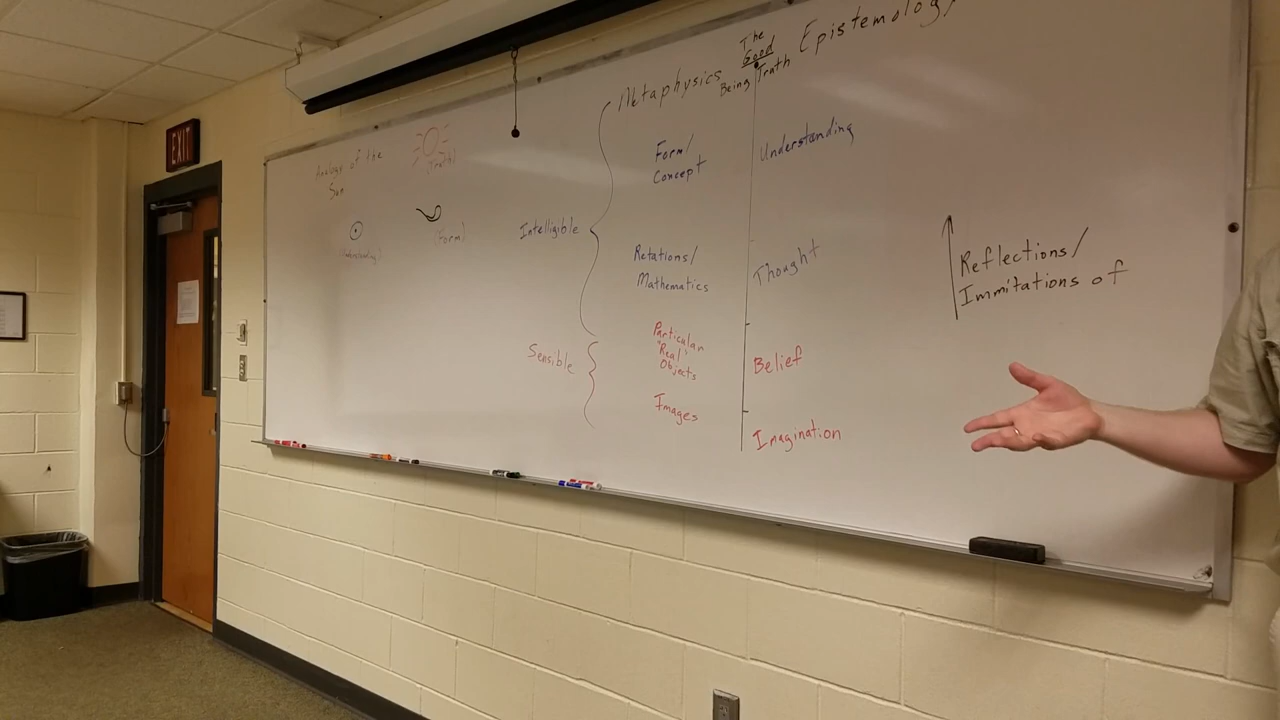 EXIT
Analogy of the
Sun
(Truth)
(Understanding)
(Form)
Metaphysics
The
Good
Being
Truth
Epistemology
Intelligible
Form/
Concept
Understanding
Relations/
Mathematics
Thought
Sensible
Particular
"Real"
Objects
Belief
Images
Imagination
Reflections/
Immitations of